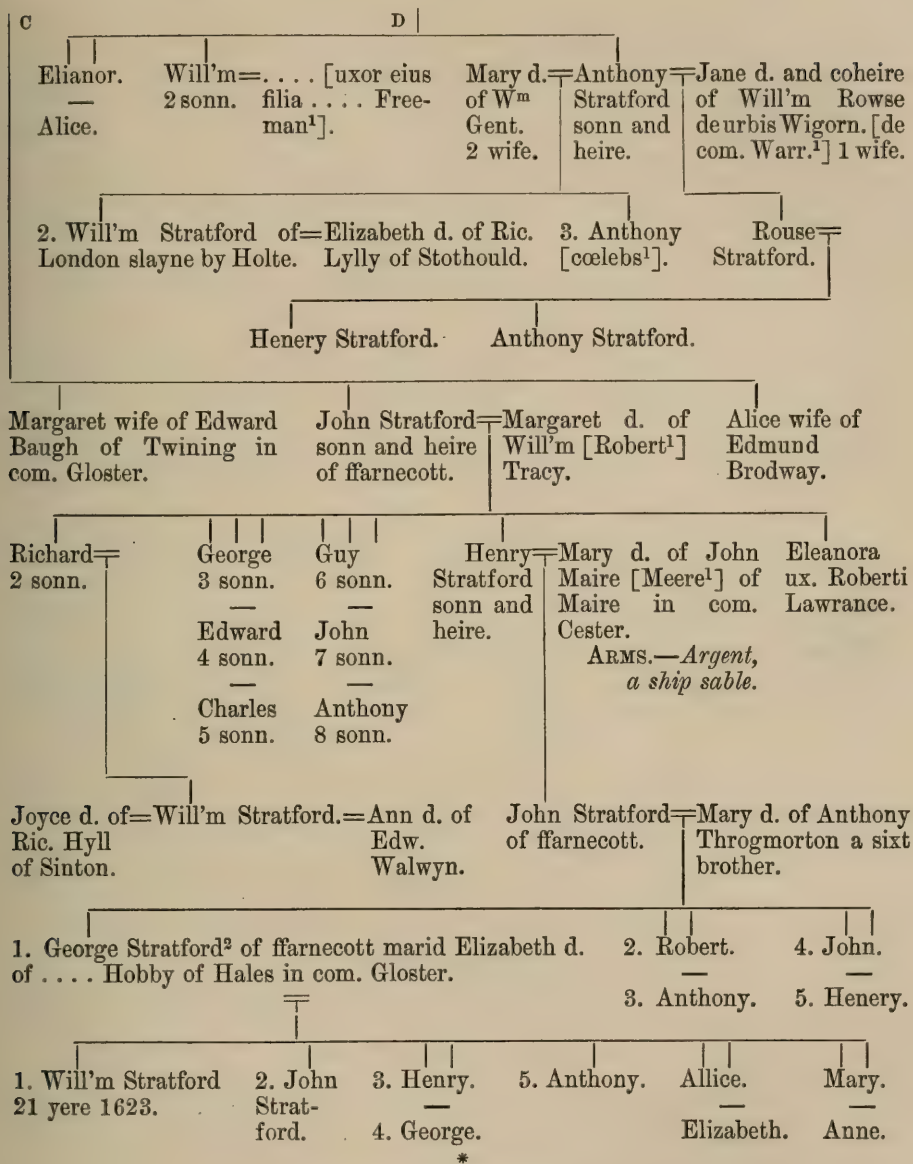 C
D
Elianor.
—
Alice.
Will'm=. . . . [uxor eius
2 sonn. filia . . . . Free-
man¹].
Mary d.
of Wᵐ
Gent.
2 wife.
Anthony
Stratford
sonn and
heire.
Jane d. and coheire
of Will'm Rowse
de urbis Wigorn. [de
com. Warr.¹] 1 wife.
2. Will'm Stratford of=Elizabeth d. of Ric.
London slayne by Holte. Lylly of Stothould.
3. Anthony
[cœlebs¹].
Rouse
Stratford.
Henery Stratford. Anthony Stratford.
Margaret wife of Edward
Baugh of Twining in
com. Gloster.
John Stratford
sonn and heire
of ffarnecott.
Margaret d. of
Will'm [Robert¹]
Tracy.
Alice wife of
Edmund
Brodway.
Richard
2 sonn.
George
3 sonn.
—
Edward
4 sonn.
—
Charles
5 sonn.
Guy
6 sonn.
—
John
7 sonn.
—
Anthony
8 sonn.
Henry
Stratford
sonn and
heire.
Mary d. of John
Maire [Meere¹] of
Maire in com.
Cester.
Arms.—Argent,
a ship sable.
Eleanora
ux. Roberti
Lawrance.
Joyce d. of=Will'm Stratford.=Ann d. of
Ric. Hyll
of Sinton.
Edw.
Walwyn.
John Stratford
of ffarnecott.
Mary d. of Anthony
Throgmorton a sixt
brother.
1. George Stratford² of ffarnecott marid Elizabeth d.
of . . . . Hobby of Hales in com. Gloster.
2. Robert.
—
3. Anthony.
4. John.
—
5. Henery.
1. Will'm Stratford
21 yere 1623.
2. John
Strat-
ford.
3. Henry.
—
4. George.
5. Anthony.
Allice.
—
Elizabeth.
Mary.
—
Anne.
*